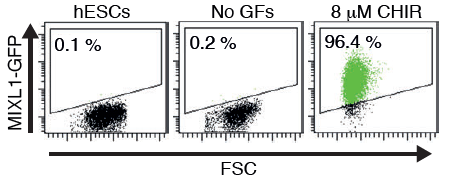 hESCs
No GFs
8 μM CHIR
0.1 %
0.2 %
96.4 %
MIXL1-GFP
FSC